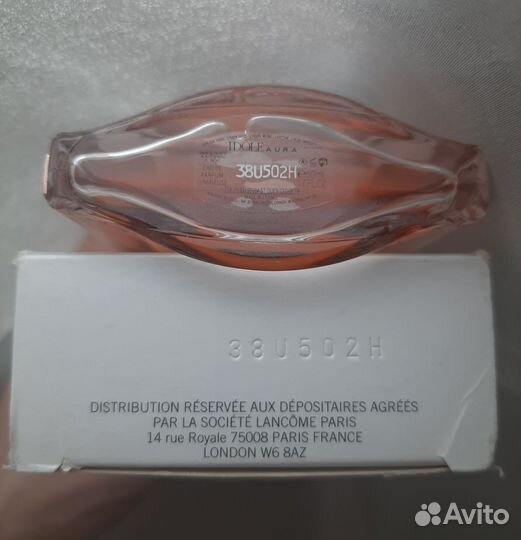 IDOLE AURA
38U502H
38U502H
DISTRIBUTION RÉSERVÉE AUX DÉPOSITAIRES AGRÉÉS
PAR LA SOCIÉTÉ LANCÔME PARIS
14 rue Royale 75008 PARIS FRANCE
LONDON W6 8AZ
Avito